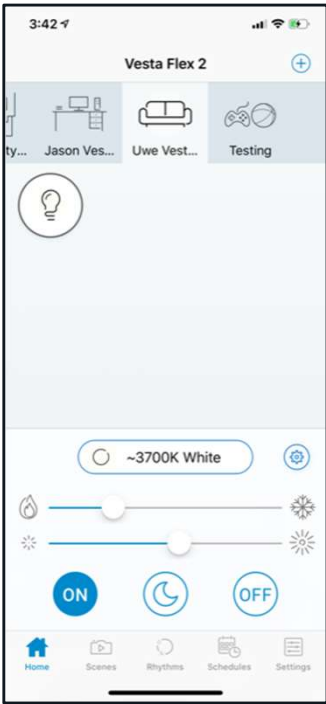 3:42
Vesta Flex 2
ty... Jason Ves... Uwe Vest... Testing
~3700K White
ON OFF
Home Scenes Rhythms Schedules Settings